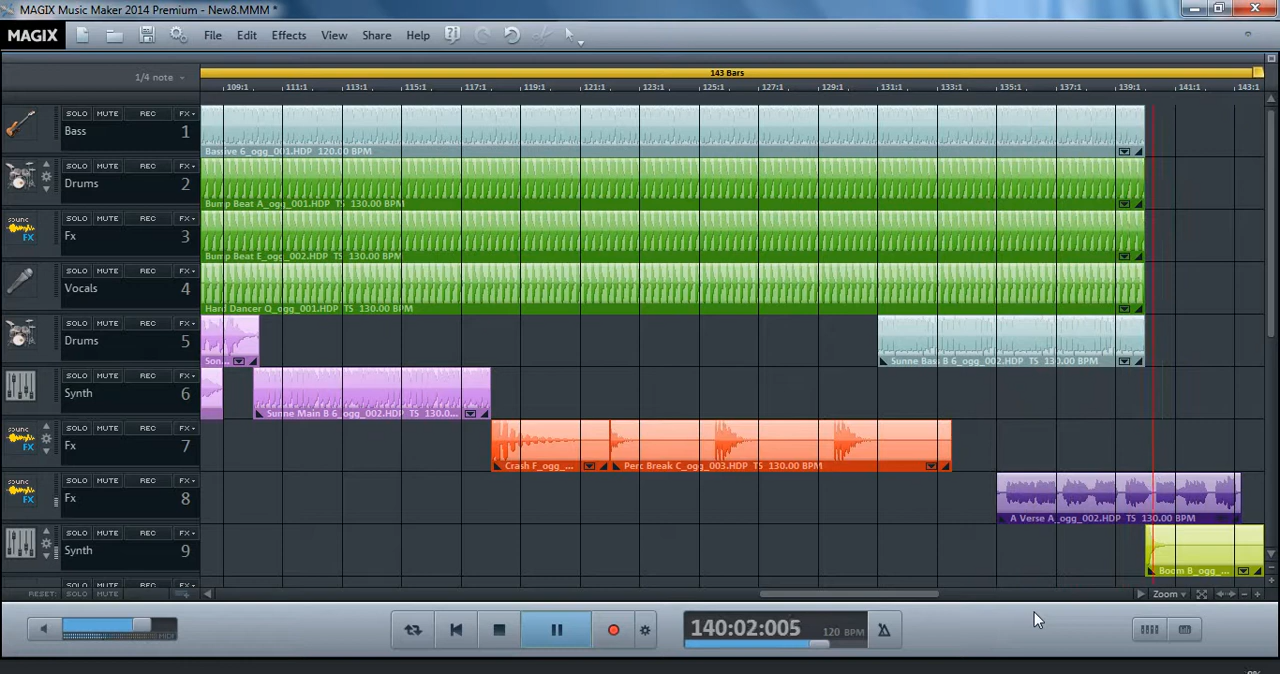 MAGIX Music Maker 2014 Premium - New8.MMM *
MAGIX File Edit Effects View Share Help
143 Bars
1/4 note
109:1 111:1 113:1 115:1 117:1 119:1 121:1 123:1 125:1 127:1 129:1 131:1 133:1 135:1 137:1 139:1 141:1 143:1
SOLO MUTE REC FX
Bass 1
Bassive 6_ogg_001.HDP 120.00 BPM
SOLO MUTE REC FX
Drums 2
Bump Beat A_ogg_001.HDP TS 130.00 BPM
SOLO MUTE REC FX
sound FX
Fx 3
Bump Beat E_ogg_002.HDP TS 130.00 BPM
SOLO MUTE REC FX
Vocals 4
Hard Dancer Q_ogg_001.HDP TS 130.00 BPM
SOLO MUTE REC FX
Drums 5
Son...
Sunne Bass B 6_ogg_002.HDP TS 130.00 BPM
SOLO MUTE REC FX
Synth 6
Sunne Main B 6_ogg_002.HDP TS 130.0...
SOLO MUTE REC FX
sound FX
Fx 7
Crash F_ogg_... Perc Break C_ogg_003.HDP TS 130.00 BPM
SOLO MUTE REC FX
sound FX
Fx 8
A Verse A_ogg_002.HDP TS 130.00 BPM
SOLO MUTE REC FX
Synth 9
Boom B_ogg_...
SOLO MUTE REC FX
RESET: SOLO MUTE
Zoom
MIDI
140:02:005 120 BPM